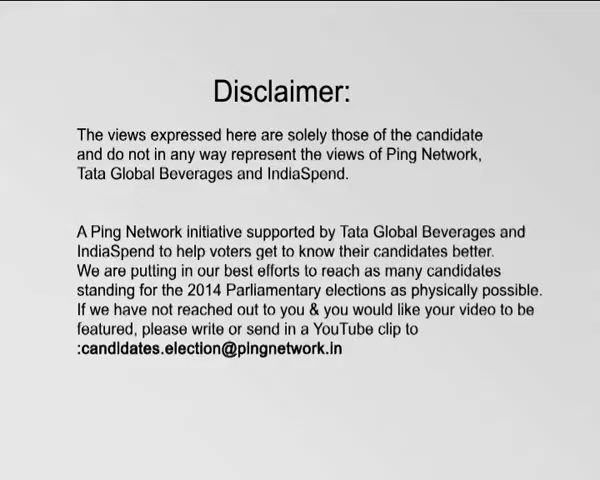 Disclaimer:
The views expressed here are solely those of the candidate
and do not in any way represent the views of Ping Network,
Tata Global Beverages and IndiaSpend.
A Ping Network initiative supported by Tata Global Beverages and
IndiaSpend to help voters get to know their candidates better.
We are putting in our best efforts to reach as many candidates
standing for the 2014 Parliamentary elections as physically possible.
If we have not reached out to you & you would like your video to be
featured, please write or send in a YouTube clip to
:candidates.election@pingnetwork.in